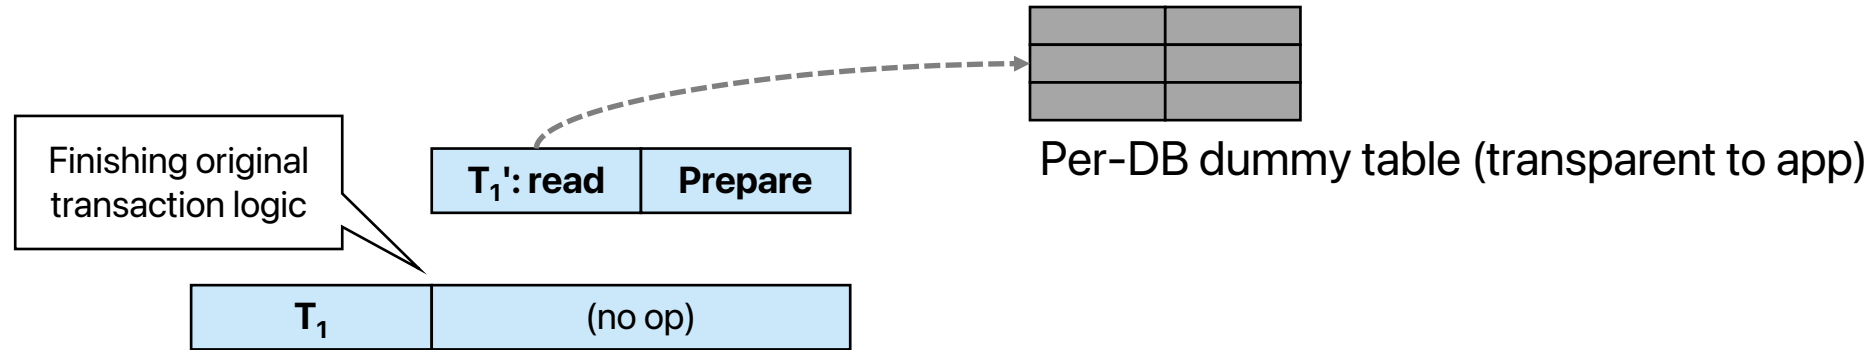 Per-DB dummy table (transparent to app)
Finishing original
transaction logic
T₁': read
Prepare
T₁
(no op)